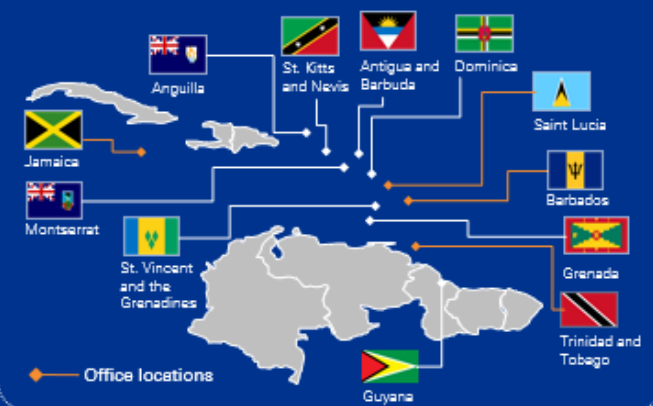 Anguilla
St. Kitts
and Nevis
Antigua and
Barbuda
Dominica
Saint Lucia
Jamaica
Barbados
Montserrat
St. Vincent
and the
Grenadines
Grenada
Trinidad and
Tobago
Office locations
Guyana